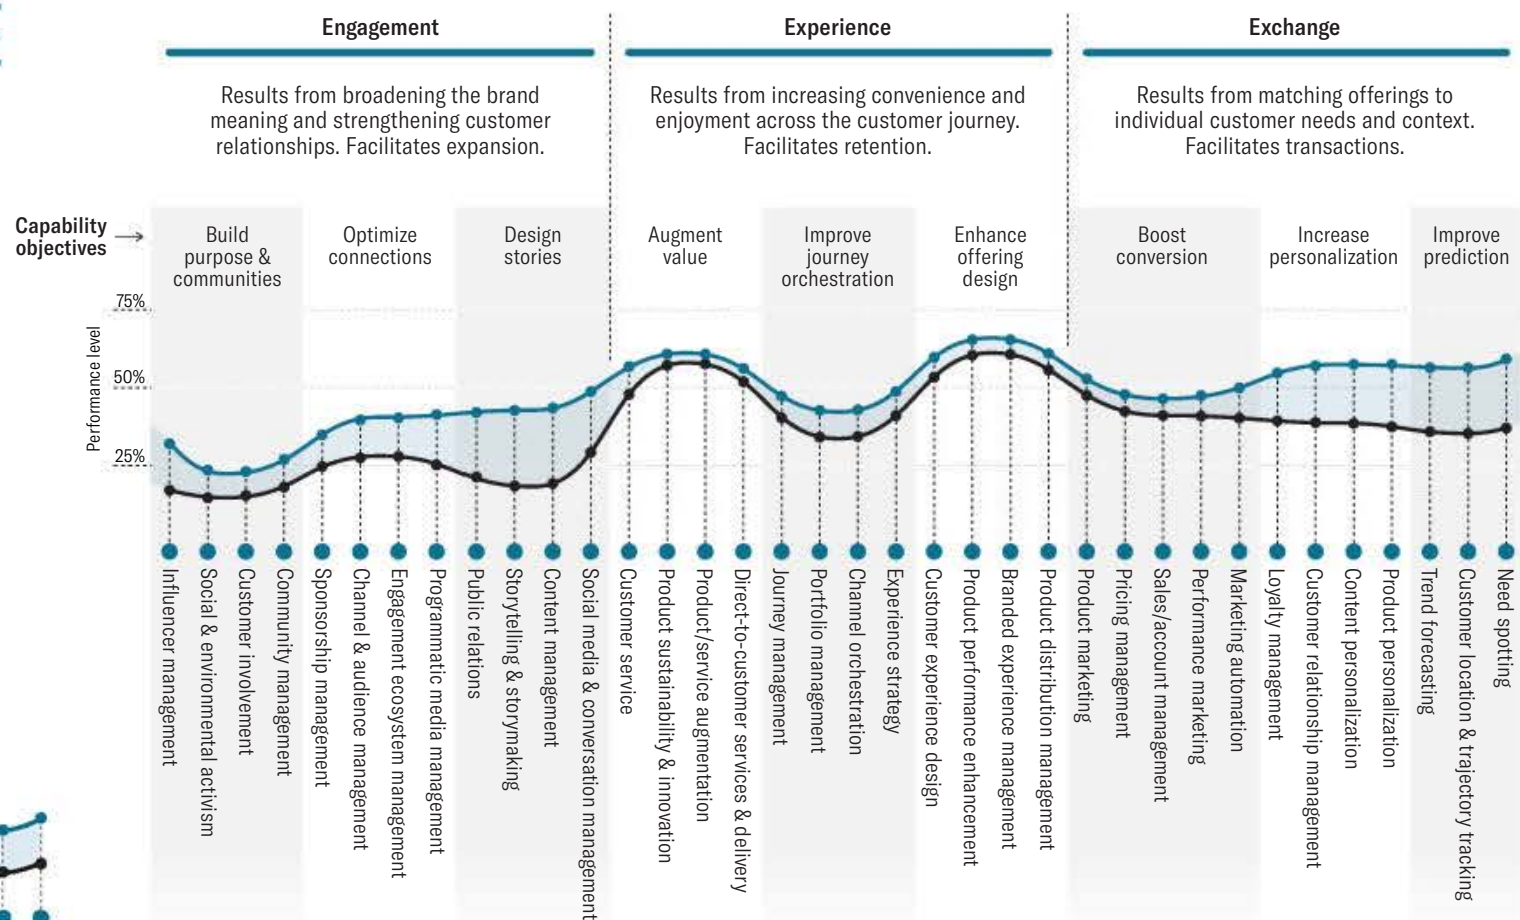 Engagement
Experience
Exchange
Results from broadening the brand
meaning and strengthening customer
relationships. Facilitates expansion.
Results from increasing convenience and
enjoyment across the customer journey.
Facilitates retention.
Results from matching offerings to
individual customer needs and context.
Facilitates transactions.
Capability
objectives
Build
purpose &
communities
Optimize
connections
Design
stories
Augment
value
Improve
journey
orchestration
Enhance
offering
design
Boost
conversion
Increase
personalization
Improve
prediction
Performance level
75%
50%
25%
Influencer management
Social & environmental activism
Customer involvement
Community management
Sponsorship management
Channel & audience management
Engagement ecosystem management
Programmatic media management
Public relations
Storytelling & storymaking
Content management
Social media & conversation management
Customer service
Product sustainability & innovation
Product/service augmentation
Direct-to-customer services & delivery
Journey management
Portfolio management
Channel orchestration
Experience strategy
Customer experience design
Product performance enhancement
Branded experience management
Product distribution management
Product marketing
Pricing management
Sales/account management
Performance marketing
Marketing automation
Loyalty management
Customer relationship management
Content personalization
Product personalization
Trend forecasting
Customer location & trajectory tracking
Need spotting